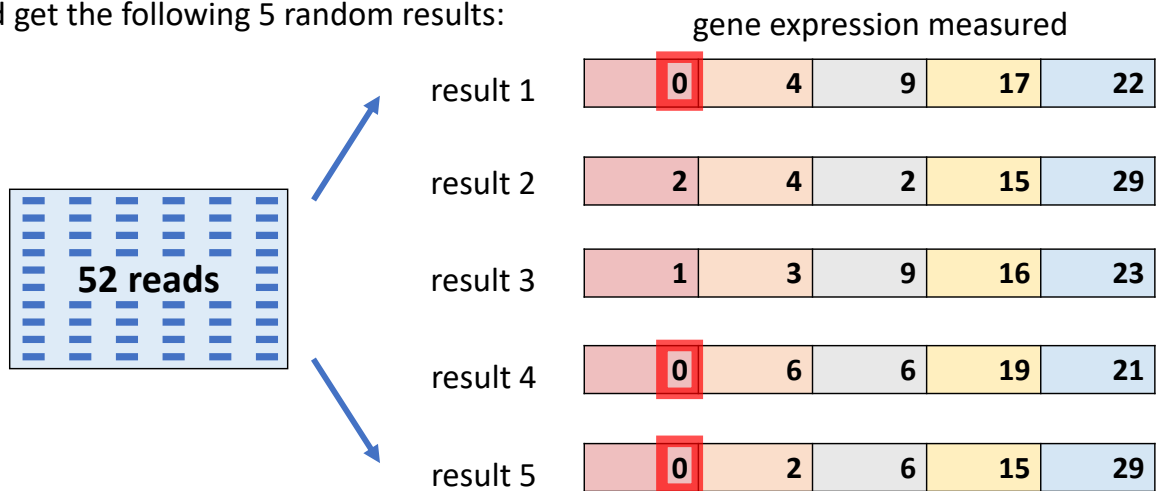 get the following 5 random results:
gene expression measured
result 1 0 4 9 17 22
result 2 2 4 2 15 29
52 reads
result 3 1 3 9 16 23
result 4 0 6 6 19 21
result 5 0 2 6 15 29